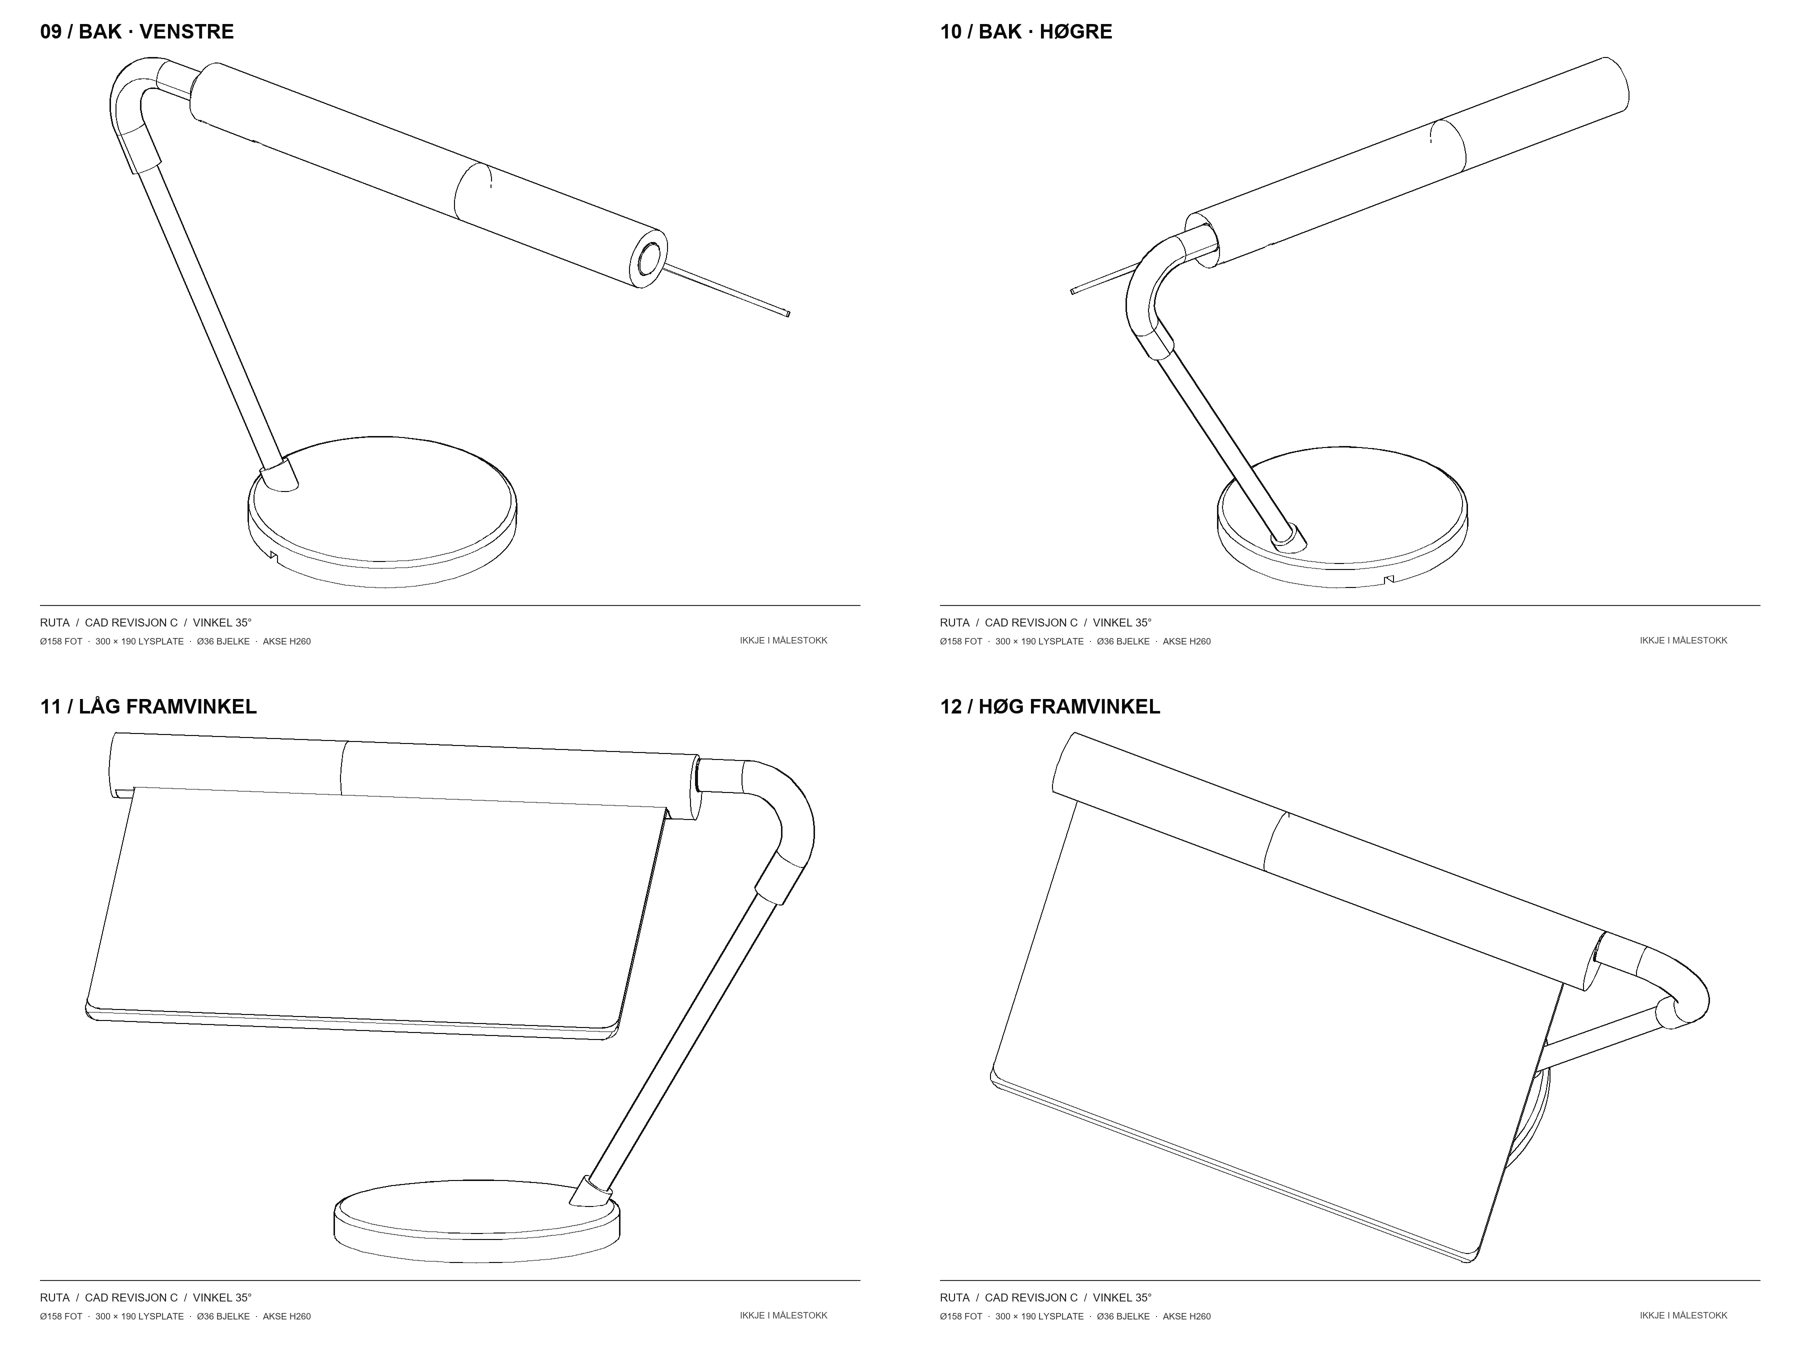 09 / BAK · VENSTRE
RUTA / CAD REVISJON C / VINKEL 35°
Ø158 FOT · 300 × 190 LYSPLATE · Ø36 BJELKE · AKSE H260
IKKJE I MÅLESTOKK
10 / BAK · HØGRE
RUTA / CAD REVISJON C / VINKEL 35°
Ø158 FOT · 300 × 190 LYSPLATE · Ø36 BJELKE · AKSE H260
IKKJE I MÅLESTOKK
11 / LÅG FRAMVINKEL
RUTA / CAD REVISJON C / VINKEL 35°
Ø158 FOT · 300 × 190 LYSPLATE · Ø36 BJELKE · AKSE H260
IKKJE I MÅLESTOKK
12 / HØG FRAMVINKEL
RUTA / CAD REVISJON C / VINKEL 35°
Ø158 FOT · 300 × 190 LYSPLATE · Ø36 BJELKE · AKSE H260
IKKJE I MÅLESTOKK